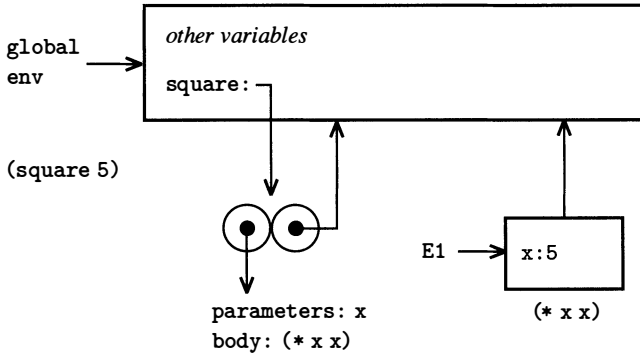 other variables
global
env
square:
(square 5)
E1
x:5
parameters: x
body: (* x x)
(* x x)